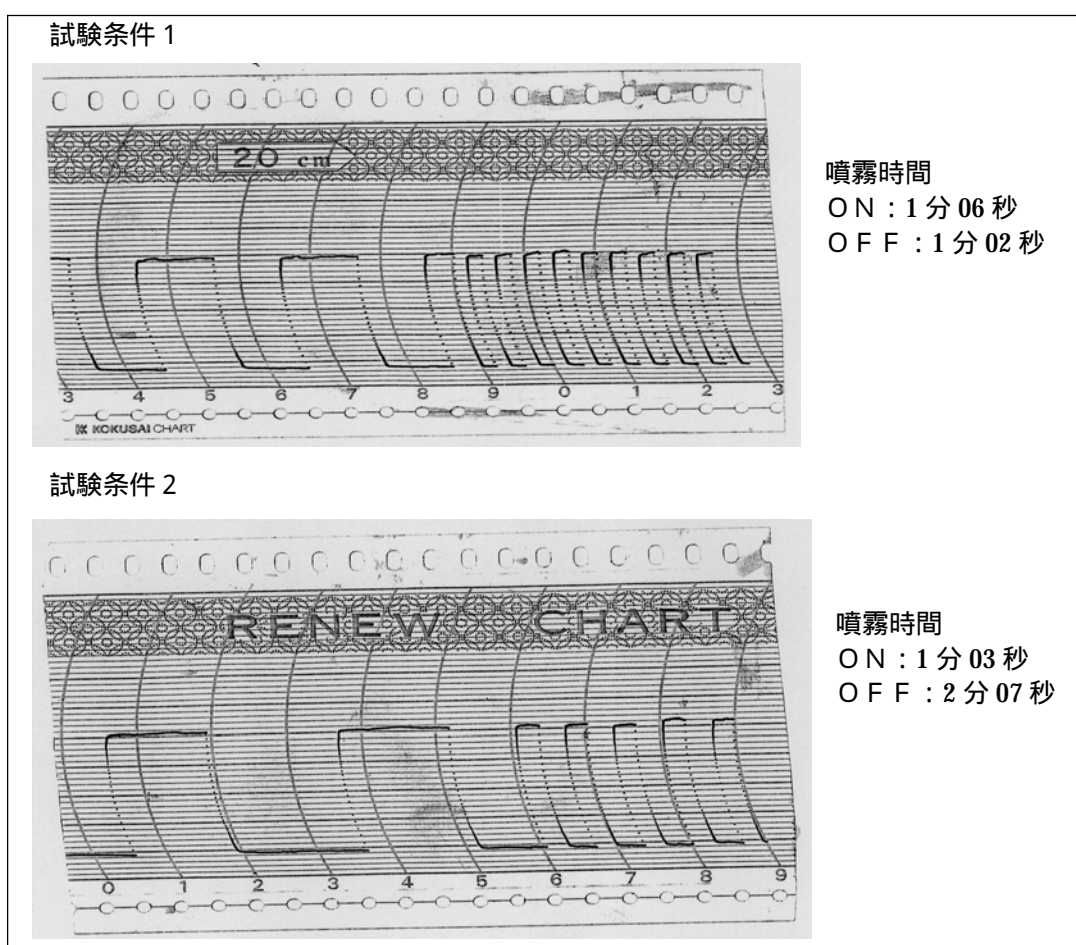 試験条件 1
20 cm
3 4 5 6 7 8 9 0 1 2 3
KOKUSAI CHART
噴霧時間
ON:1 分 06 秒
OFF:1 分 02 秒
試験条件 2
RENEW CHART
0 1 2 3 4 5 6 7 8 9
噴霧時間
ON:1 分 03 秒
OFF:2 分 07 秒